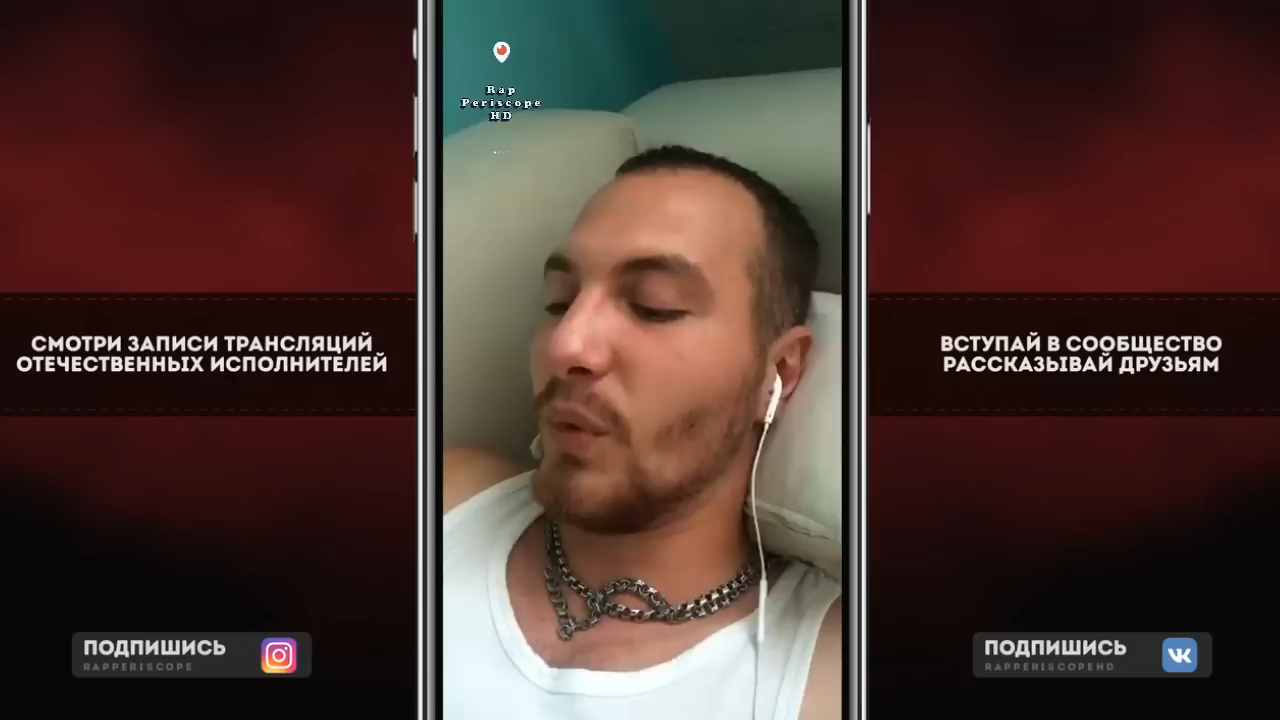 Rap
Periscope
HD
СМОТРИ ЗАПИСИ ТРАНСЛЯЦИЙ
ОТЕЧЕСТВЕННЫХ ИСПОЛНИТЕЛЕЙ
ВСТУПАЙ В СООБЩЕСТВО
РАССКАЗЫВАЙ ДРУЗЬЯМ
ПОДПИШИСЬ
RAPPERISCOPE
ПОДПИШИСЬ
RAPPERISCOPEHD